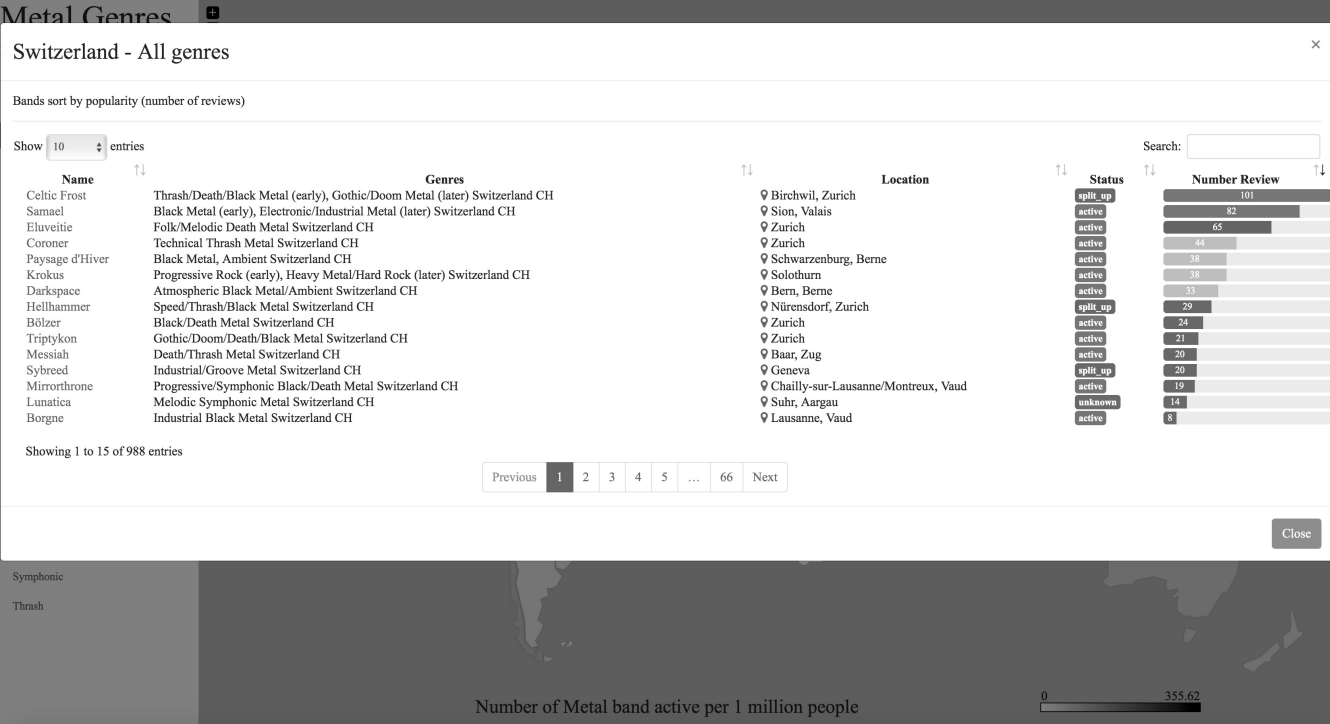 Metal Genres
+
Switzerland - All genres
×
Bands sort by popularity (number of reviews)
Show 10 entries
Search:
Name Genres Location Status Number Review
Celtic Frost Thrash/Death/Black Metal (early), Gothic/Doom Metal (later) Switzerland CH Birchwil, Zurich split_up 101
Samael Black Metal (early), Electronic/Industrial Metal (later) Switzerland CH Sion, Valais active 82
Eluveitie Folk/Melodic Death Metal Switzerland CH Zurich active 65
Coroner Technical Thrash Metal Switzerland CH Zurich active 44
Paysage d'Hiver Black Metal, Ambient Switzerland CH Schwarzenburg, Berne active 38
Krokus Progressive Rock (early), Heavy Metal/Hard Rock (later) Switzerland CH Solothurn active 38
Darkspace Atmospheric Black Metal/Ambient Switzerland CH Bern, Berne active 33
Hellhammer Speed/Thrash/Black Metal Switzerland CH Nürensdorf, Zurich split_up 29
Bölzer Black/Death Metal Switzerland CH Zurich active 24
Triptykon Gothic/Doom/Death/Black Metal Switzerland CH Zurich active 21
Messiah Death/Thrash Metal Switzerland CH Baar, Zug active 20
Sybreed Industrial/Groove Metal Switzerland CH Geneva split_up 20
Mirrorthrone Progressive/Symphonic Black/Death Metal Switzerland CH Chailly-sur-Lausanne/Montreux, Vaud active 19
Lunatica Melodic Symphonic Metal Switzerland CH Suhr, Aargau unknown 14
Borgne Industrial Black Metal Switzerland CH Lausanne, Vaud active 8
Showing 1 to 15 of 988 entries
Previous 1 2 3 4 5 … 66 Next
Close
Symphonic
Thrash
Number of Metal band active per 1 million people
0 355.62